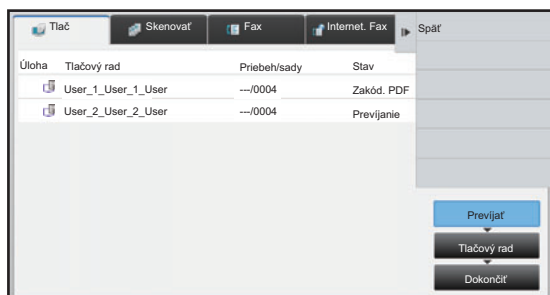 Tlač Skenovať Fax Internet. Fax Späť
Úloha Tlačový rad Priebeh/sady Stav
User_1_User_1_User ---/0004 Zakód. PDF
User_2_User_2_User ---/0004 Prevíjanie
Prevíjať
Tlačový rad
Dokončiť